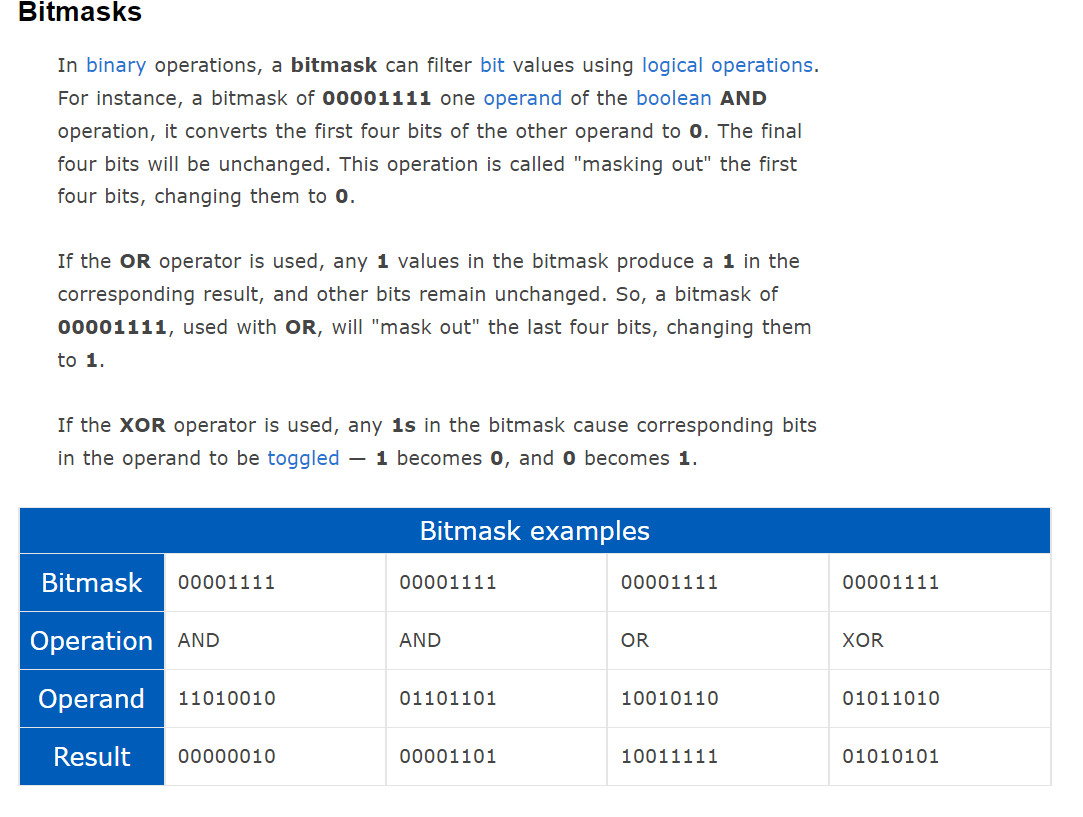 Bitmasks
In binary operations, a bitmask can filter bit values using logical operations.
For instance, a bitmask of 00001111 one operand of the boolean AND
operation, it converts the first four bits of the other operand to 0. The final
four bits will be unchanged. This operation is called "masking out" the first
four bits, changing them to 0.
If the OR operator is used, any 1 values in the bitmask produce a 1 in the
corresponding result, and other bits remain unchanged. So, a bitmask of
00001111, used with OR, will "mask out" the last four bits, changing them
to 1.
If the XOR operator is used, any 1s in the bitmask cause corresponding bits
in the operand to be toggled — 1 becomes 0, and 0 becomes 1.
Bitmask examples
Bitmask 00001111 00001111 00001111 00001111
Operation AND AND OR XOR
Operand 11010010 01101101 10010110 01011010
Result 00000010 00001101 10011111 01010101